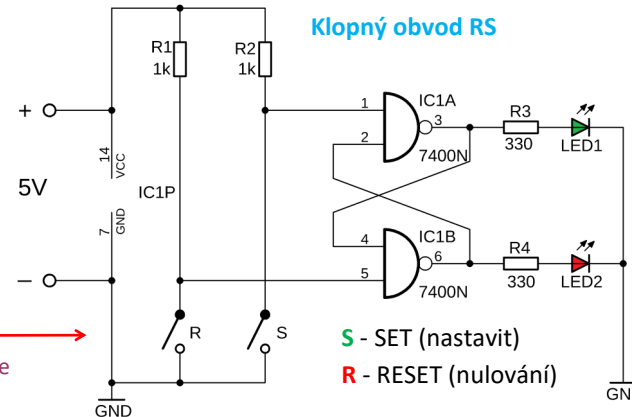 Klopný obvod RS
R1
1k
R2
1k
+
5V
–
14
VCC
7
GND
IC1P
1
2
3
IC1A
7400N
4
5
6
IC1B
7400N
R3
330
LED1
R4
330
LED2
R
S
S - SET (nastavit)
R - RESET (nulování)
e
GND
GN